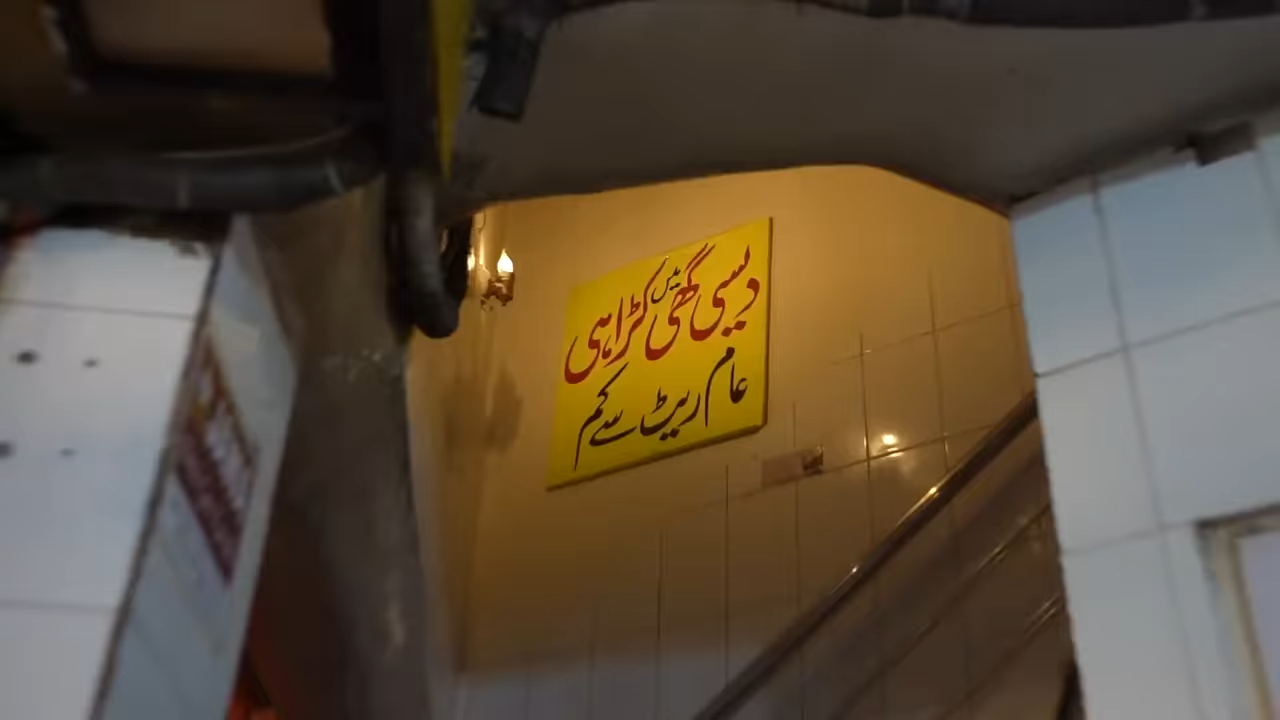 دیسی گھی میں کڑاہی
عام ریٹ سے کم